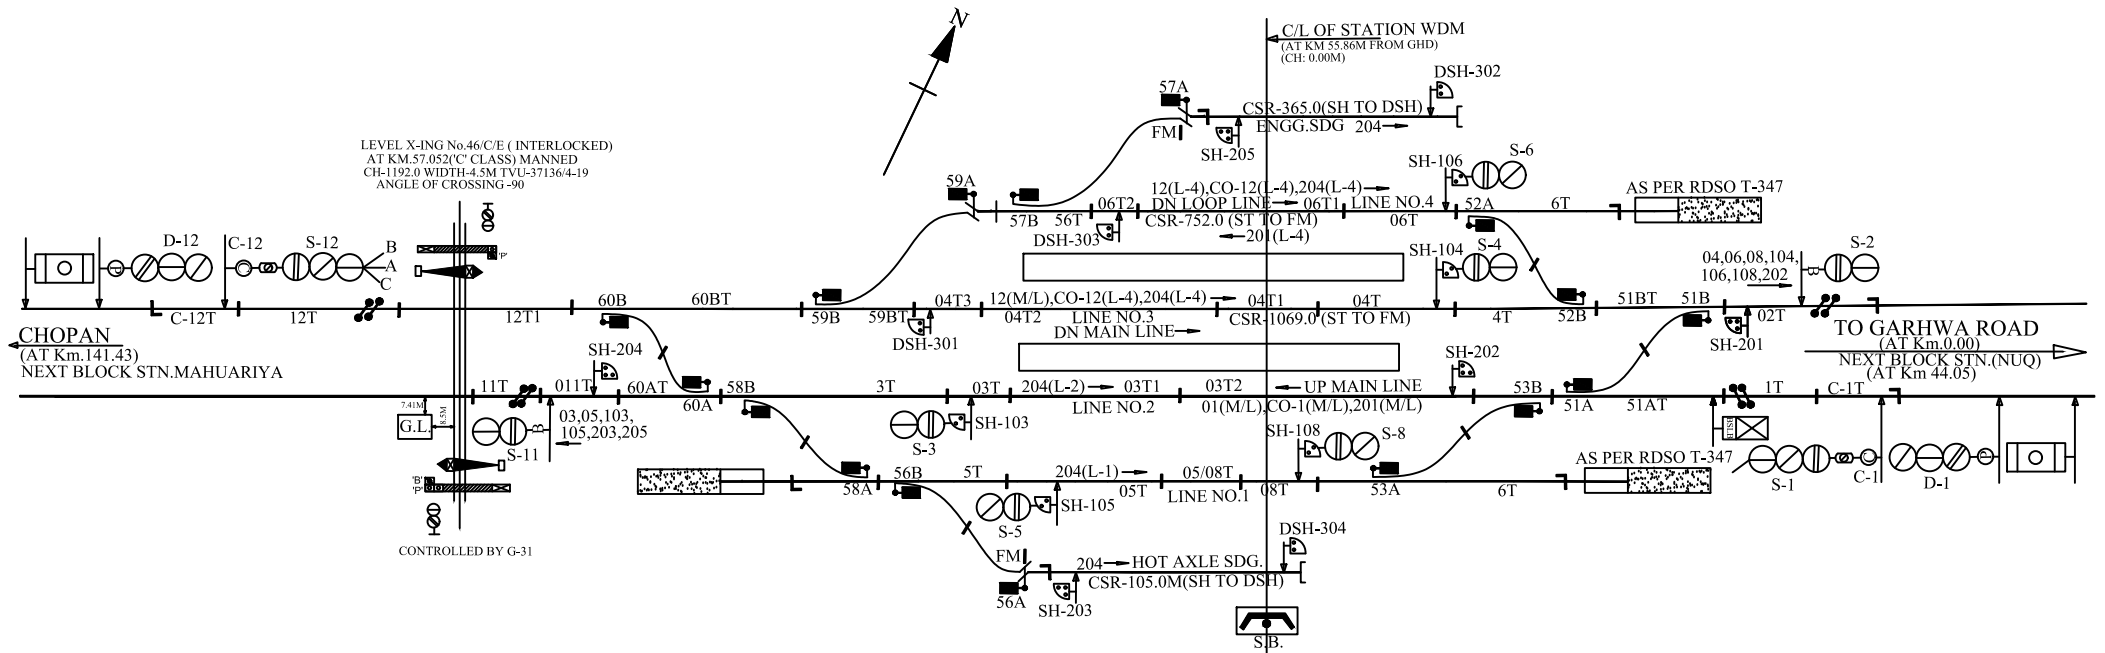 N
C/L OF STATION WDM
(AT KM 55.86M FROM GHD)
(CH: 0.00M)
DSH-302
57A
CSR-365.0(SH TO DSH)
FM
ENGG.SDG 204
SH-205
LEVEL X-ING No.46/C/E ( INTERLOCKED)
AT KM.57.052('C' CLASS) MANNED
CH-1192.0 WIDTH-4.5M TVU-37136/4-19
ANGLE OF CROSSING -90
SH-106
S-6
59A
12(L-4),CO-12(L-4),204(L-4)
AS PER RDSO T-347
57B
56T
06T2
DN LOOP LINE
06T1
LINE NO.4
52A
6T
CSR-752.0 (ST TO FM)
06T
DSH-303
201(L-4)
D-12
C-12
S-12
B
A
C
P
C
'P'
SH-104
S-4
S-2
04,06,08,104,
106,108,202
B
C-12T
12T
12T1
60B
60BT
59B
59BT
04T3
12(M/L),CO-12(L-4),204(L-4)
04T2
LINE NO.3
04T1
04T
CSR-1069.0 (ST TO FM)
4T
52B
51BT
51B
02T
DN MAIN LINE
DSH-301
SH-201
CHOPAN
(AT Km.141.43)
NEXT BLOCK STN.MAHUARIYA
TO GARHWA ROAD
(AT Km.0.00)
NEXT BLOCK STN.(NUQ)
(AT Km 44.05)
SH-204
SH-202
11T
011T
60AT
60A
58B
3T
03T
204(L-2)
03T1
03T2
UP MAIN LINE
53B
51A
51AT
1T
C-1T
LINE NO.2
01(M/L),CO-1(M/L),201(M/L)
7.41M
8.5M
G.L.
B
S-11
03,05,103,
105,203,205
S-3
SH-103
SH-108
S-8
BSLB
S-1
C
C-1
D-1
P
'B'
'P'
58A
56B
5T
204(L-1)
05T
05/08T
LINE NO.1
08T
53A
6T
AS PER RDSO T-347
S-5
SH-105
CONTROLLED BY G-31
DSH-304
FM
204
HOT AXLE SDG.
CSR-105.0M(SH TO DSH)
56A
SH-203
S.B.